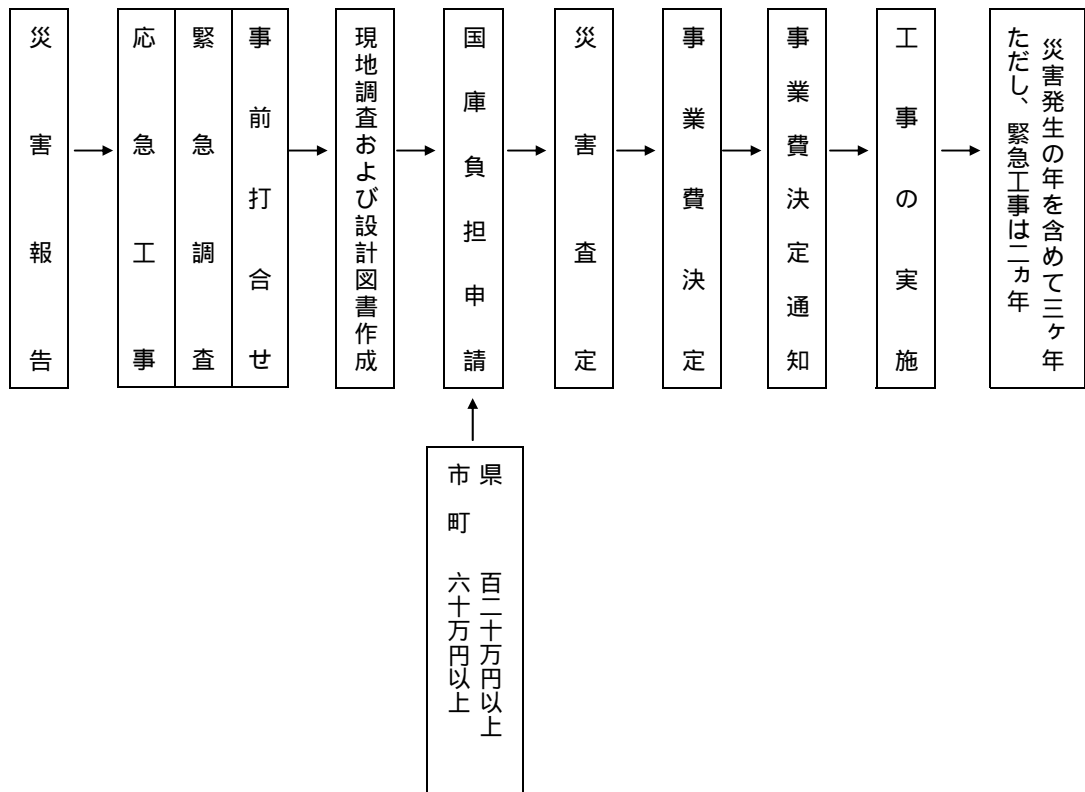 災害報告
応急工事
緊急調査
事前打合せ
現地調査および設計図書作成
国庫負担申請
災害査定
事業費決定
事業費決定通知
工事の実施
災害発生の年を含めて三ヶ年
ただし、緊急工事は二ヵ年
県　百二十万円以上
市町　六十万円以上